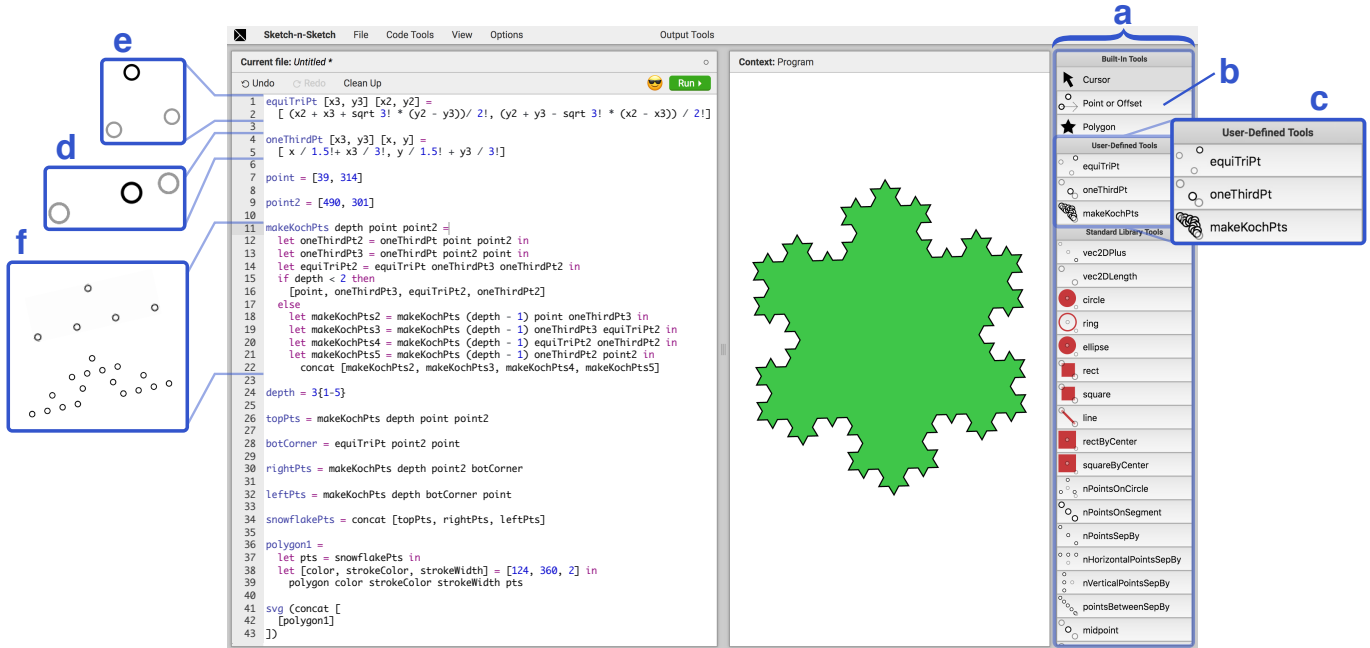 a
e
b
c
d
f
Sketch-n-Sketch File Code Tools View Options Output Tools
Current file: Untitled *
Undo Redo Clean Up Run
1 equiTriPt [x3, y3] [x2, y2] =
2 [ (x2 + x3 + sqrt 3! * (y2 - y3))/ 2!, (y2 + y3 - sqrt 3! * (x2 - x3)) / 2!]
3
4 oneThirdPt [x3, y3] [x, y] =
5 [ x / 1.5!+ x3 / 3!, y / 1.5! + y3 / 3!]
6
7 point = [39, 314]
8
9 point2 = [490, 301]
10
11 makeKochPts depth point point2 =
12 let oneThirdPt2 = oneThirdPt point point2 in
13 let oneThirdPt3 = oneThirdPt point2 point in
14 let equiTriPt2 = equiTriPt oneThirdPt3 oneThirdPt2 in
15 if depth < 2 then
16 [point, oneThirdPt3, equiTriPt2, oneThirdPt2]
17 else
18 let makeKochPts2 = makeKochPts (depth - 1) point oneThirdPt3 in
19 let makeKochPts3 = makeKochPts (depth - 1) oneThirdPt3 equiTriPt2 in
20 let makeKochPts4 = makeKochPts (depth - 1) equiTriPt2 oneThirdPt2 in
21 let makeKochPts5 = makeKochPts (depth - 1) oneThirdPt2 point2 in
22 concat [makeKochPts2, makeKochPts3, makeKochPts4, makeKochPts5]
23
24 depth = 3{1-5}
25
26 topPts = makeKochPts depth point point2
27
28 botCorner = equiTriPt point2 point
29
30 rightPts = makeKochPts depth point2 botCorner
31
32 leftPts = makeKochPts depth botCorner point
33
34 snowflakePts = concat [topPts, rightPts, leftPts]
35
36 polygon1 =
37 let pts = snowflakePts in
38 let [color, strokeColor, strokeWidth] = [124, 360, 2] in
39 polygon color strokeColor strokeWidth pts
40
41 svg (concat [
42 [polygon1]
43 ])
Context: Program
Built-In Tools
Cursor
Point or Offset
Polygon
User-Defined Tools
equiTriPt
oneThirdPt
makeKochPts
Standard Library Tools
vec2DPlus
vec2DLength
circle
ring
ellipse
rect
square
line
rectByCenter
squareByCenter
nPointsOnCircle
nPointsOnSegment
nPointsSepBy
nHorizontalPointsSepBy
nVerticalPointsSepBy
pointsBetweenSepBy
midpoint
User-Defined Tools
equiTriPt
oneThirdPt
makeKochPts